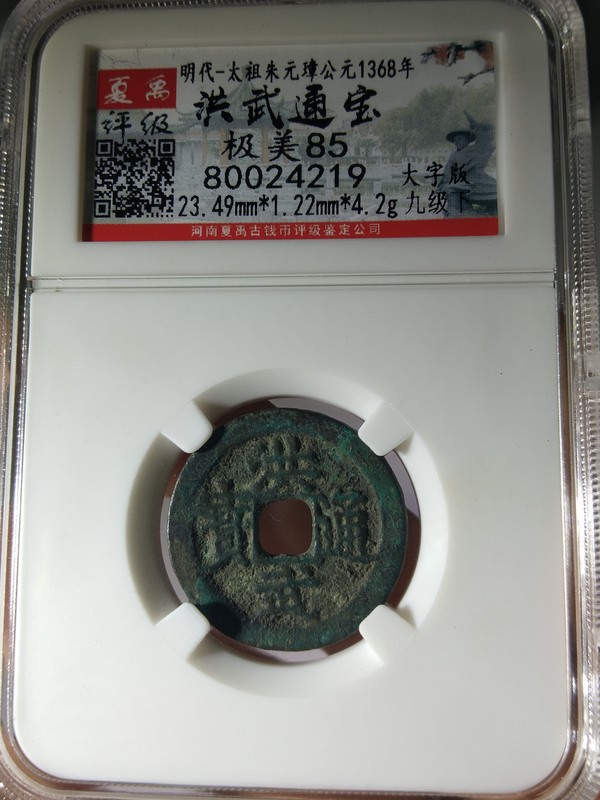 明代-太祖朱元璋公元1368年
夏禹
评级
洪武通宝
极美85
80024219
大字版
23.49mm*1.22mm*4.2g
九级下
河南夏禹古钱币评级鉴定公司
洪武通寳